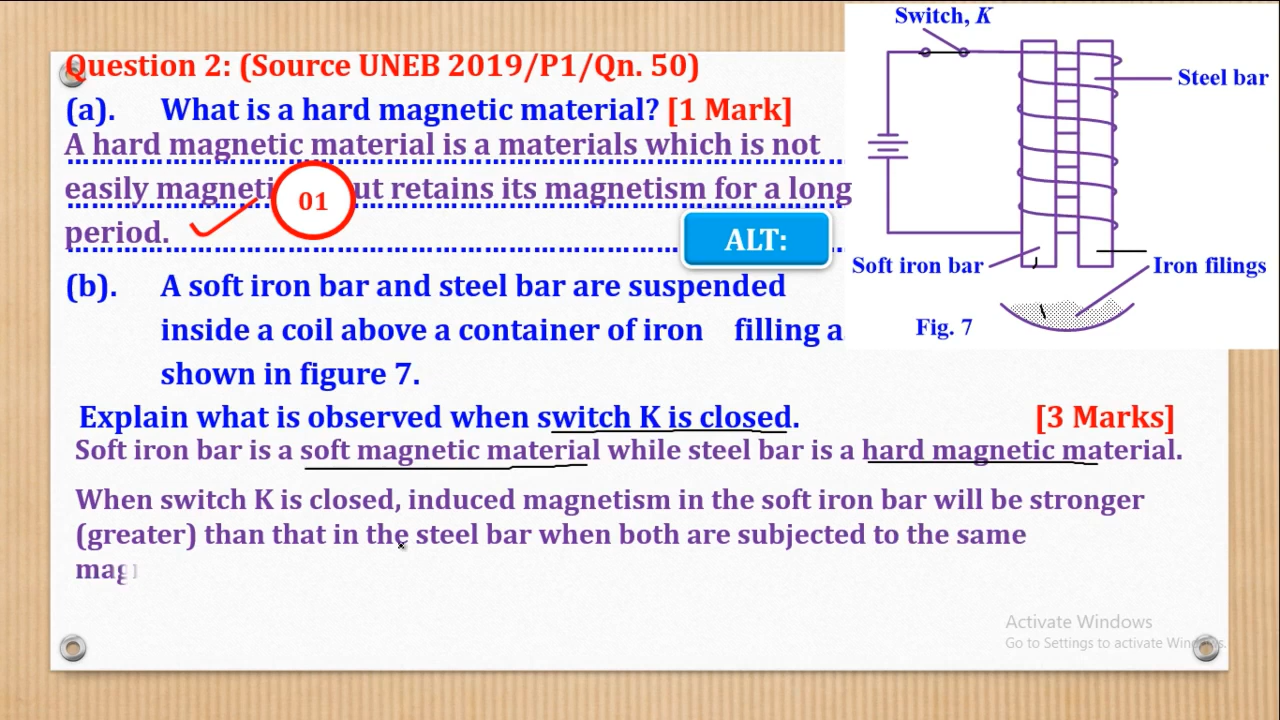 Question 2: (Source UNEB 2019/P1/Qn. 50)
(a). What is a hard magnetic material? [1 Mark]
A hard magnetic material is a materials which is not
easily ut retains its magnetism for a long
01
period.
ALT:
(b). A soft iron bar and steel bar are suspended
inside a coil above a container of iron filling a
shown in figure 7.
Explain what is observed when switch K is closed. [3 Marks]
Soft iron bar is a soft magnetic material while steel bar is a hard magnetic material.
When switch K is closed, induced magnetism in the soft iron bar will be stronger
(greater) than that in the steel bar when both are subjected to the same
Switch, K
Steel bar
Soft iron bar
Iron filings
Fig. 7
Activate Windows
Go to Settings to activate Windows.